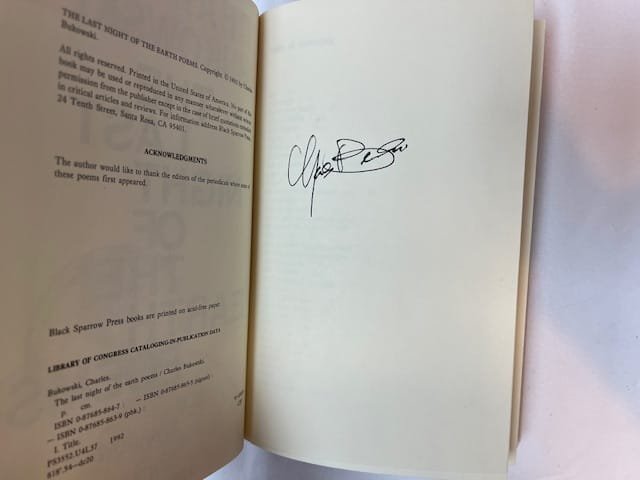 THE LAST NIGHT OF THE EARTH POEMS. Copyright © 1992 by Charles
Bukowski.
All rights reserved. Printed in the United States of America. No part of this
book may be used or reproduced in any manner whatsoever without written
permission from the publisher except in the case of brief quotations embodied
in critical articles and reviews. For information address Black Sparrow Press,
24 Tenth Street, Santa Rosa, CA 95401.
ACKNOWLEDGMENTS
The author would like to thank the editors of the periodicals where some of
these poems first appeared.
Black Sparrow Press books are printed on acid-free paper.
LIBRARY OF CONGRESS CATALOGING-IN-PUBLICATION DATA
Bukowski, Charles.
The last night of the earth poems / Charles Bukowski.
p. cm.
ISBN 0-87685-864-7 :
— ISBN 0-87685-865-5 (signed) :
— ISBN 0-87685-863-9 (pbk.) :
I. Title.
PS3552.U4L37 1992